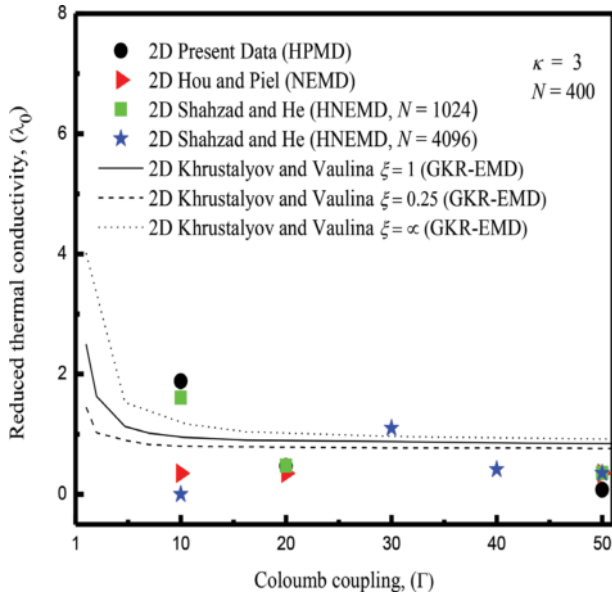 8
6
4
2
0
Reduced thermal conductivity, (λ₀)
2D Present Data (HPMD)
2D Hou and Piel (NEMD)
2D Shahzad and He (HNEMD, N = 1024)
2D Shahzad and He (HNEMD, N = 4096)
2D Khrustalyov and Vaulina ξ = 1 (GKR-EMD)
2D Khrustalyov and Vaulina ξ = 0.25 (GKR-EMD)
2D Khrustalyov and Vaulina ξ = ∝ (GKR-EMD)
κ = 3
N = 400
1 10 20 30 40 50
Coloumb coupling, (Γ)